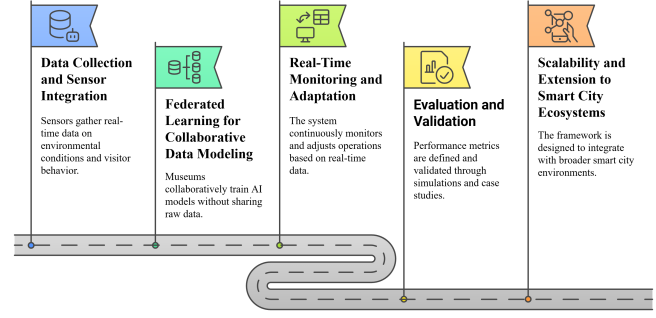 Data Collection
and Sensor
Integration
Sensors gather real-
time data on
environmental
conditions and visitor
behavior.
Federated
Learning for
Collaborative
Data Modeling
Museums
collaboratively train AI
models without sharing
raw data.
Real-Time
Monitoring and
Adaptation
The system
continuously monitors
and adjusts operations
based on real-time
data.
Evaluation and
Validation
Performance metrics
are defined and
validated through
simulations and case
studies.
Scalability and
Extension to
Smart City
Ecosystems
The framework is
designed to integrate
with broader smart city
environments.